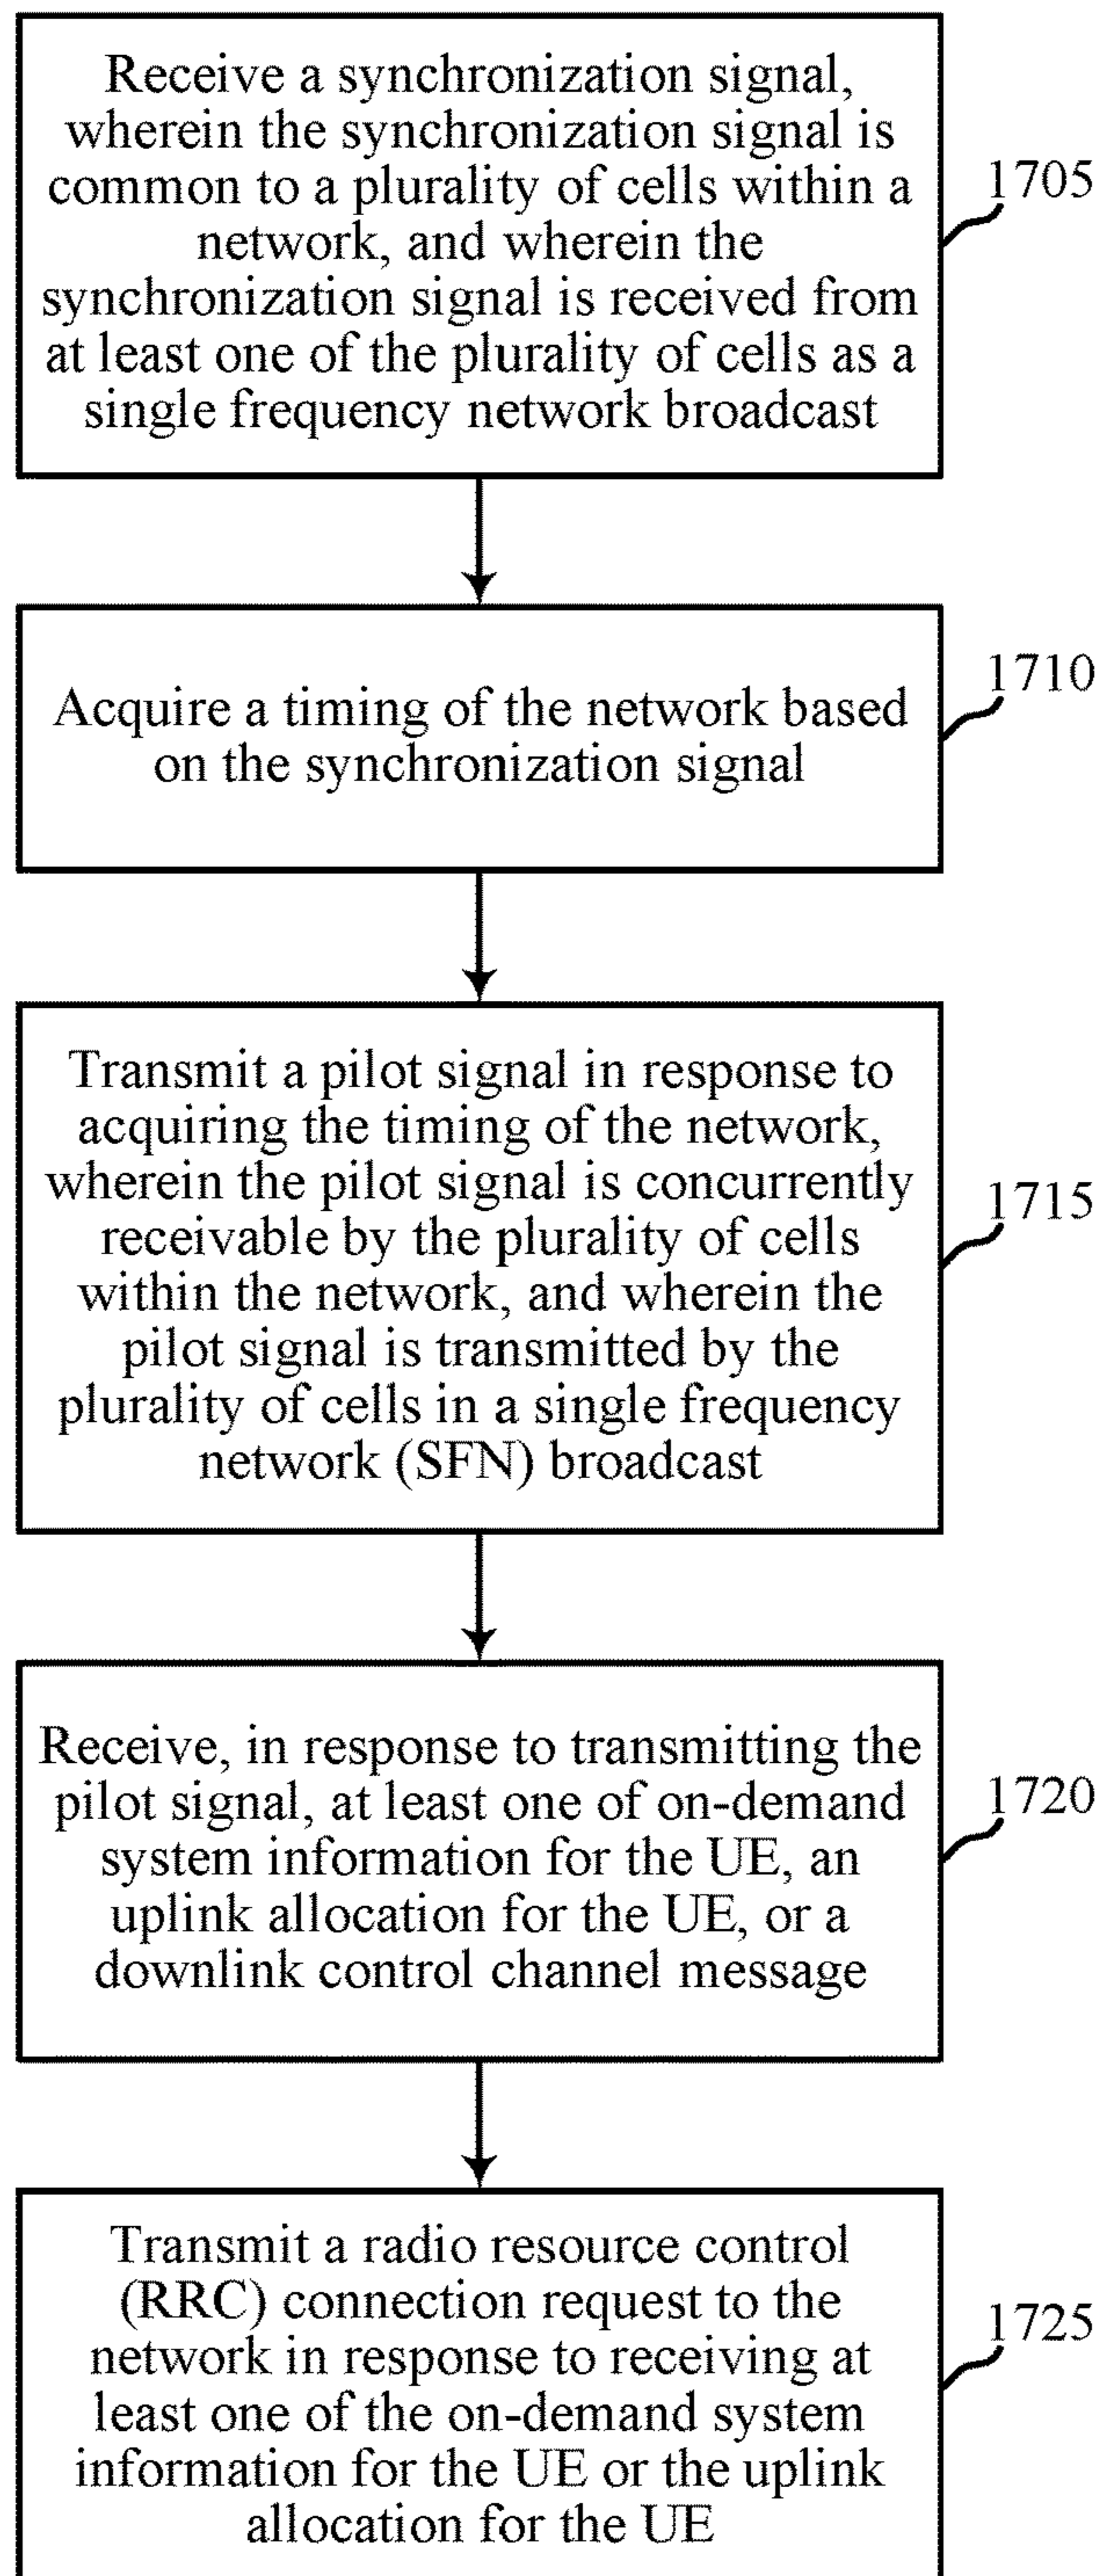 Receive a synchronization signal,
wherein the synchronization signal is
common to a plurality of cells within a
network, and wherein the
synchronization signal is received from
at least one of the plurality of cells as a
single frequency network broadcast
1705
Acquire a timing of the network based
on the synchronization signal
1710
Transmit a pilot signal in response to
acquiring the timing of the network,
wherein the pilot signal is concurrently
receivable by the plurality of cells
within the network, and wherein the
pilot signal is transmitted by the
plurality of cells in a single frequency
network (SFN) broadcast
1715
Receive, in response to transmitting the
pilot signal, at least one of on-demand
system information for the UE, an
uplink allocation for the UE, or a
downlink control channel message
1720
Transmit a radio resource control
(RRC) connection request to the
network in response to receiving at
least one of the on-demand system
information for the UE or the uplink
allocation for the UE
1725